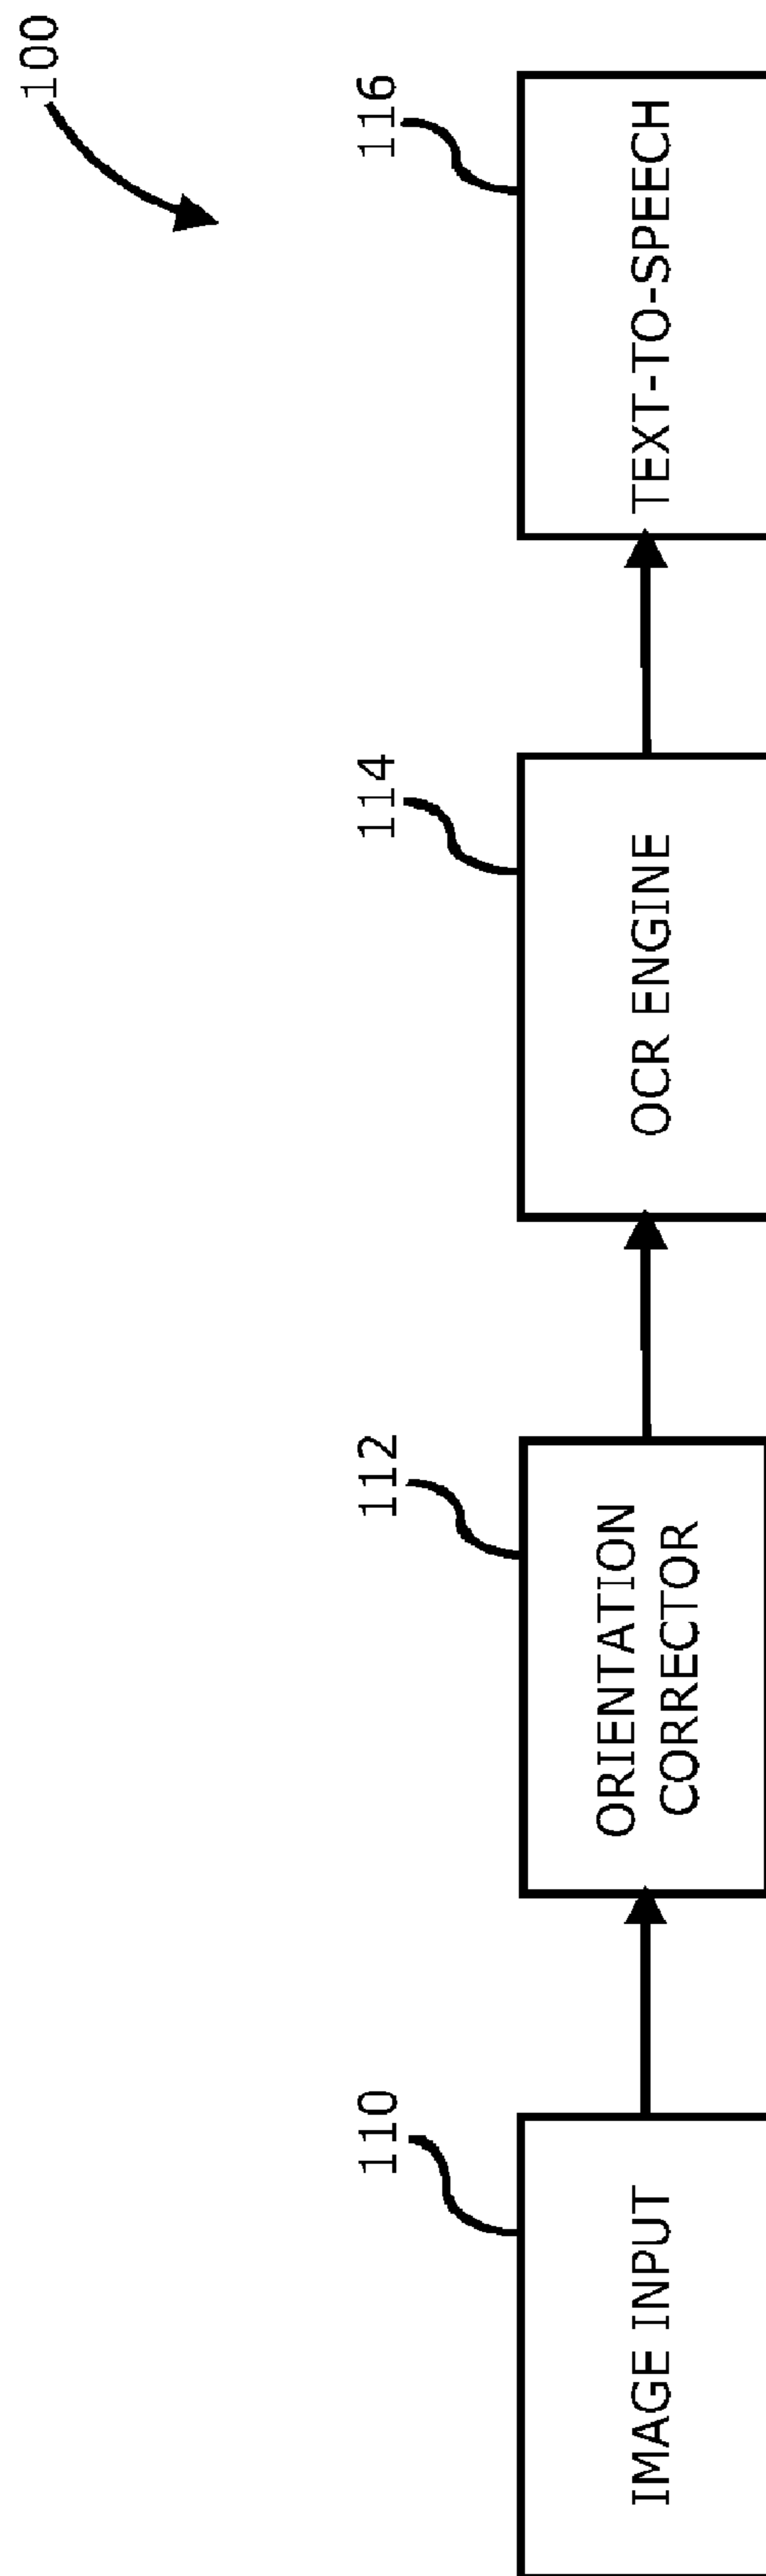 100
110
112
114
116
IMAGE INPUT
ORIENTATION
CORRECTOR
OCR ENGINE
TEXT-TO-SPEECH